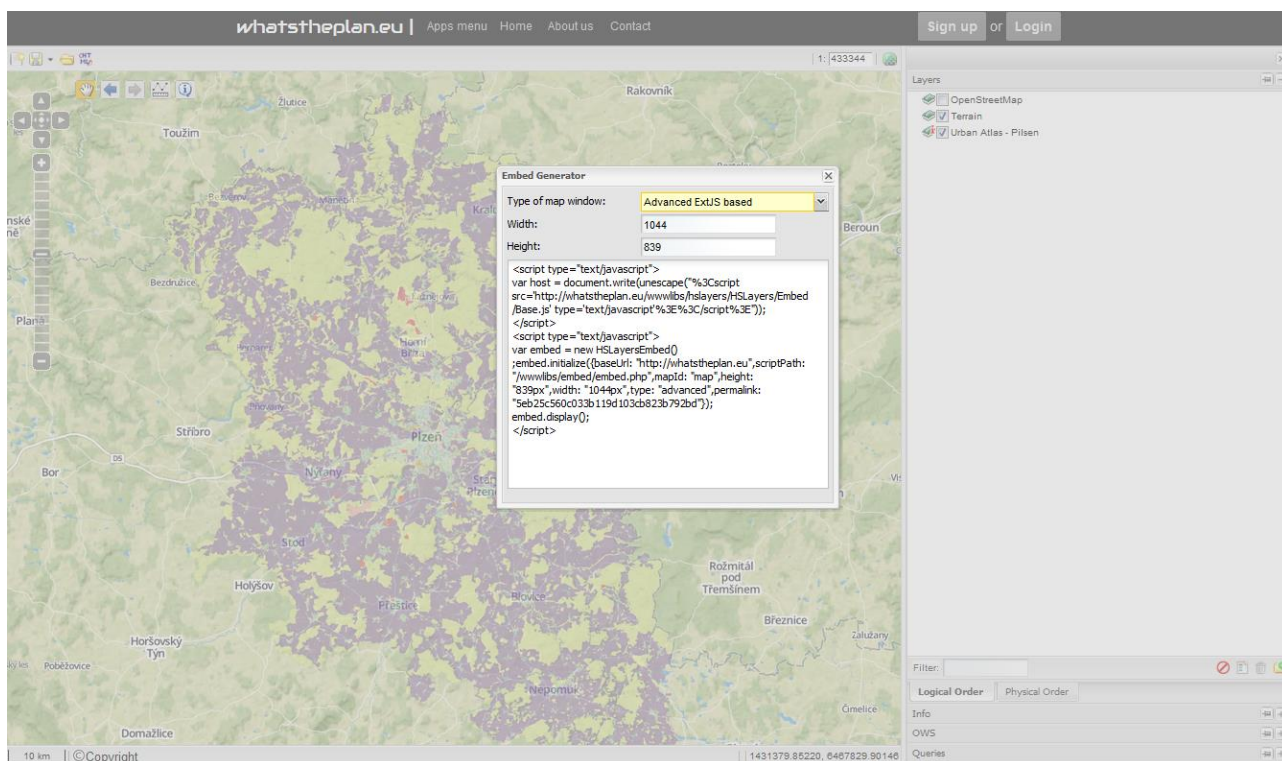 whatstheplan.eu | Apps menu Home About us Contact
Sign up or Login
1: 433344
Layers
OpenStreetMap
Terrain
Urban Atlas - Pilsen
Žlutice
Rakovník
Toužim
Beroun
Bezdružice
Planá
Horní
Bříza
Stříbro
Plzeň
Bor
D5
Nýřany
Stod
Holýšov
Přeštice
Blovice
Rožmitál
pod
Třemšínem
Březnice
Zalužany
Horšovský
Týn
Poběžovice
Nepomuk
Čimelice
Domažlice
Embed Generator
Type of map window: Advanced ExtJS based
Width: 1044
Height: 839
<script type="text/javascript">
var host = document.write(unescape("%3Cscript
src='http://whatstheplan.eu/wwwlibs/hslayers/HSLayers/Embed
/Base.js' type='text/javascript'%3E%3C/script%3E"));
</script>
<script type="text/javascript">
var embed = new HSLayersEmbed()
;embed.initialize({baseUrl: "http://whatstheplan.eu",scriptPath:
"/wwwlibs/embed/embed.php",mapId: "map",height:
"839px",width: "1044px",type: "advanced",permalink:
"5eb25c560c033b119d103cb823b792bd"});
embed.display();
</script>
Filter:
Logical Order Physical Order
Info
OWS
Queries
10 km ©Copyright
1431379.85220, 6467829.90146